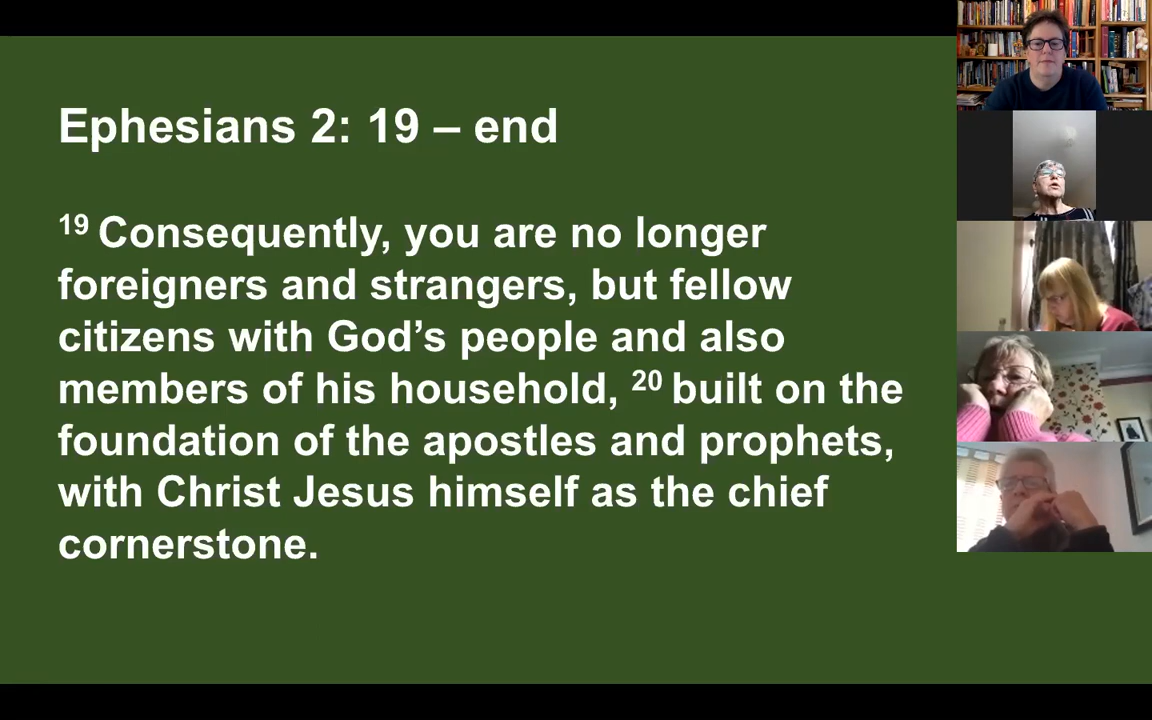 Ephesians 2: 19 – end
19 Consequently, you are no longer
foreigners and strangers, but fellow
citizens with God’s people and also
members of his household, 20 built on the
foundation of the apostles and prophets,
with Christ Jesus himself as the chief
cornerstone.